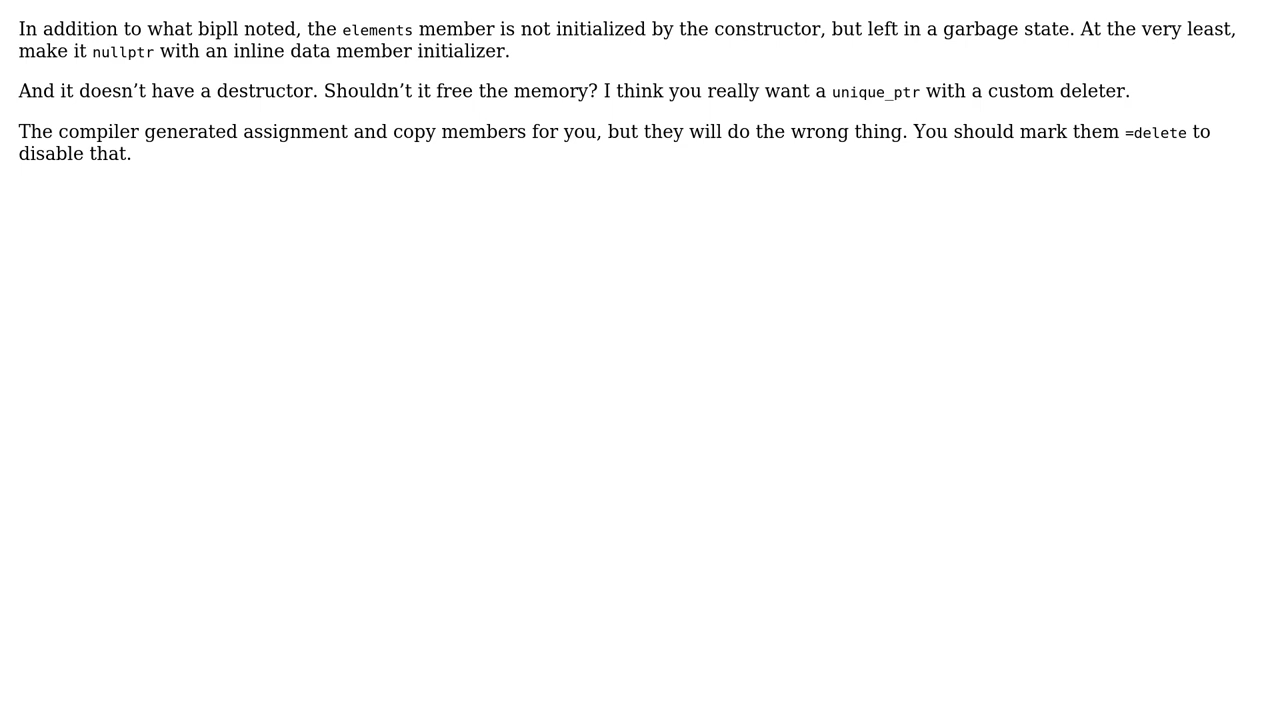 In addition to what bipll noted, the elements member is not initialized by the constructor, but left in a garbage state. At the very least,
make it nullptr with an inline data member initializer.
And it doesn’t have a destructor. Shouldn’t it free the memory? I think you really want a unique_ptr with a custom deleter.
The compiler generated assignment and copy members for you, but they will do the wrong thing. You should mark them =delete to
disable that.